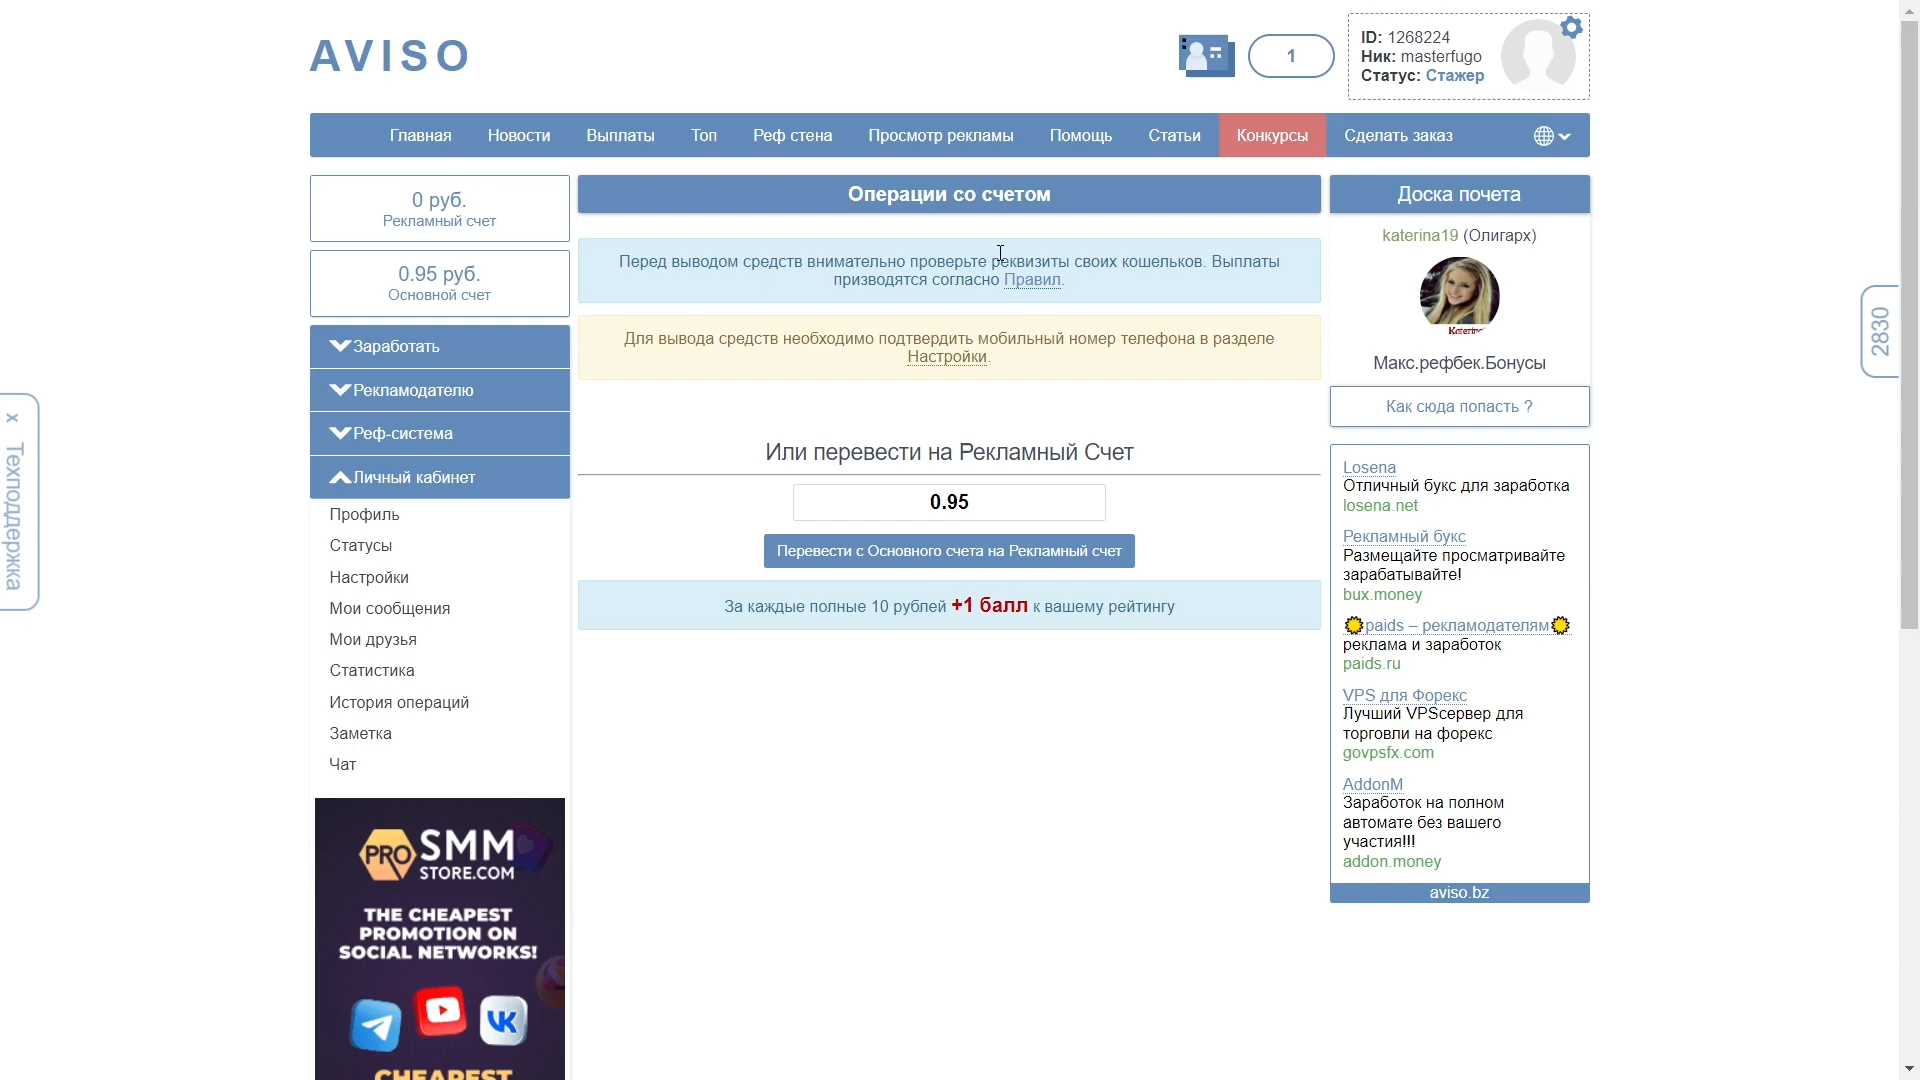 AVISO
1
ID: 1268224
Ник: masterfugo
Статус: Стажер
Главная
Новости
Выплаты
Топ
Реф стена
Просмотр рекламы
Помощь
Статьи
Конкурсы
Сделать заказ
0 руб.
Рекламный счет
0.95 руб.
Основной счет
Заработать
Рекламодателю
Реф-система
Личный кабинет
Профиль
Статусы
Настройки
Мои сообщения
Мои друзья
Статистика
История операций
Заметка
Чат
PRO SMM
STORE.COM
THE CHEAPEST
PROMOTION ON
SOCIAL NETWORKS!
CHEAPEST
Операции со счетом
Перед выводом средств внимательно проверьте реквизиты своих кошельков. Выплаты
призводятся согласно Правил.
Для вывода средств необходимо подтвердить мобильный номер телефона в разделе
Настройки.
Или перевести на Рекламный Счет
0.95
Перевести с Основного счета на Рекламный счет
За каждые полные 10 рублей +1 балл к вашему рейтингу
Доска почета
katerina19 (Олигарх)
Макс.рефбек.Бонусы
Как сюда попасть ?
Losena
Отличный букс для заработка
losena.net
Рекламный букс
Размещайте просматривайте
зарабатывайте!
bux.money
paids – рекламодателям
реклама и заработок
paids.ru
VPS для Форекс
Лучший VPSсервер для
торговли на форекс
govpsfx.com
AddonM
Заработок на полном
автомате без вашего
участия!!!
addon.money
aviso.bz
x Техподдержка
2830